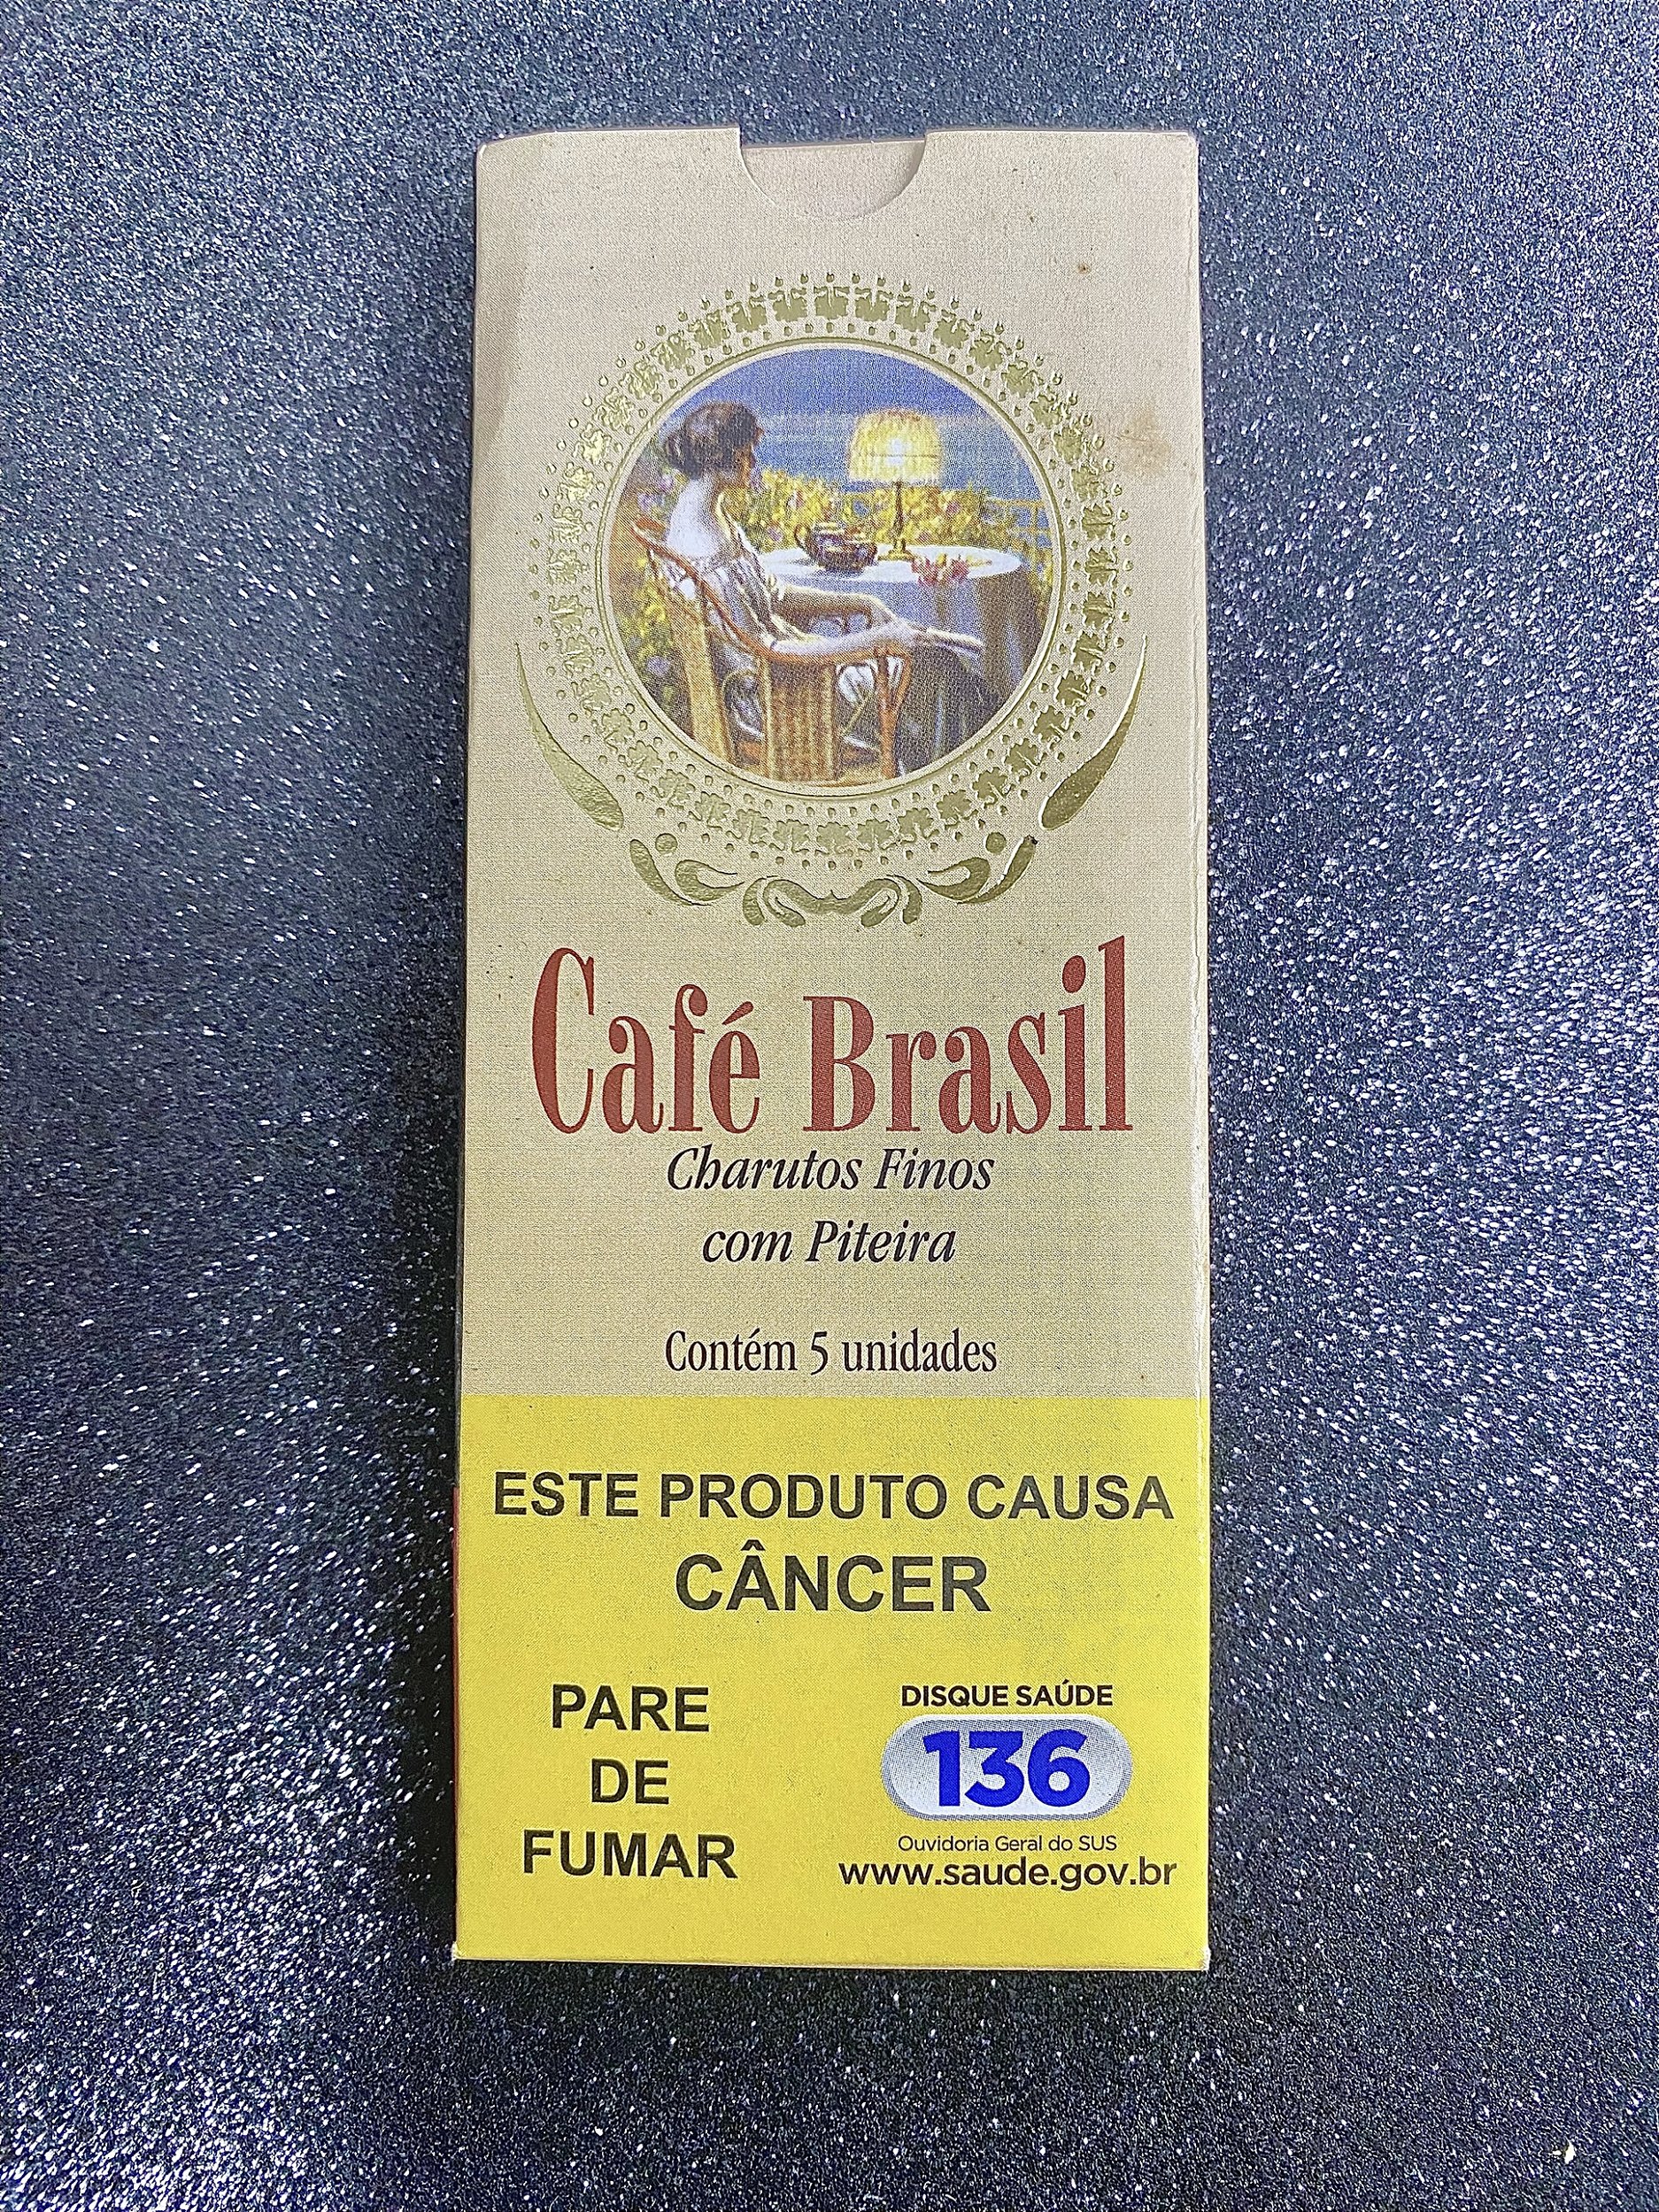 Café Brasil
Charutos Finos
com Piteira
Contém 5 unidades
ESTE PRODUTO CAUSA
CÂNCER
PARE
DE
FUMAR
DISQUE SAÚDE
136
Ouvidoria Geral do SUS
www.saude.gov.br